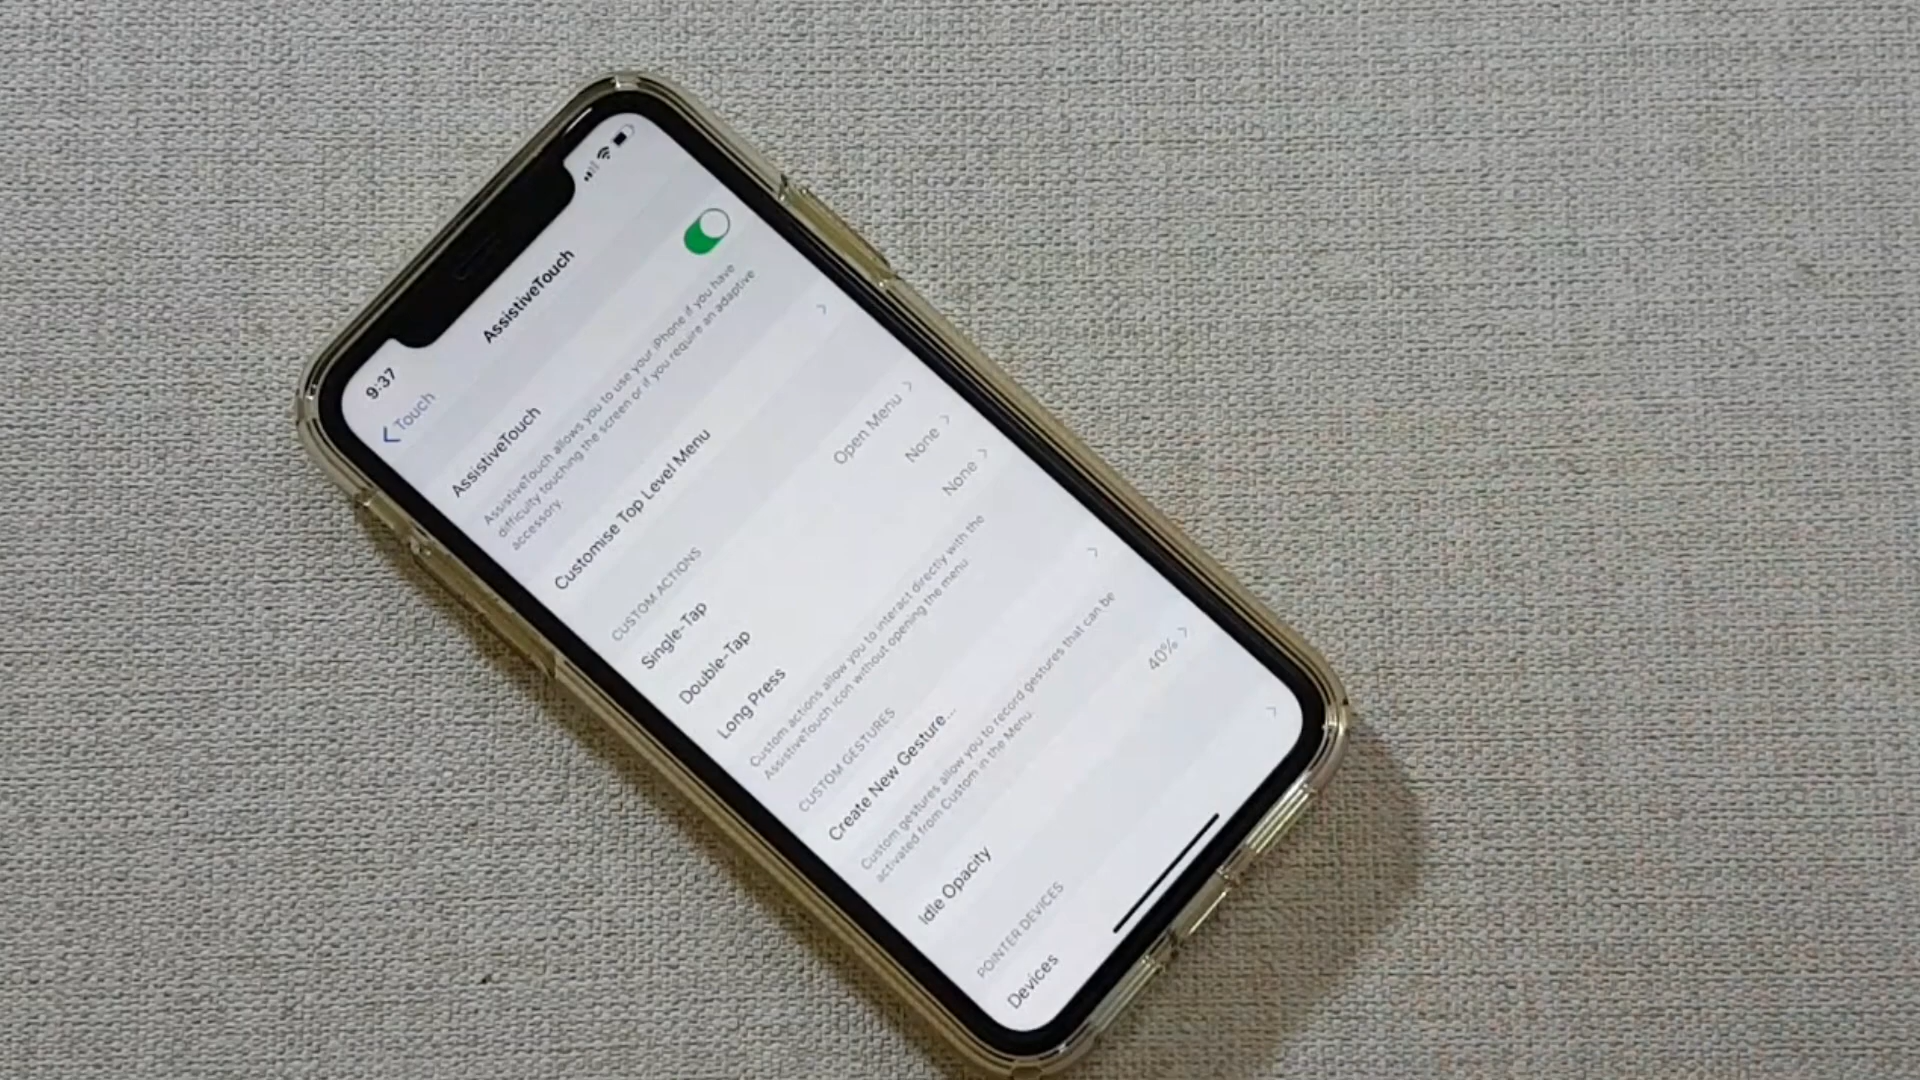 9:37
Touch
AssistiveTouch
AssistiveTouch
AssistiveTouch allows you to use your iPhone if you have
difficulty touching the screen or if you require an adaptive
accessory.
Customise Top Level Menu
CUSTOM ACTIONS
Single-Tap Open Menu
Double-Tap None
Long Press None
Custom actions allow you to interact directly with the
AssistiveTouch icon without opening the menu.
CUSTOM GESTURES
Create New Gesture...
Custom gestures allow you to record gestures that can be
activated from Custom in the Menu.
Idle Opacity 40%
POINTER DEVICES
Devices